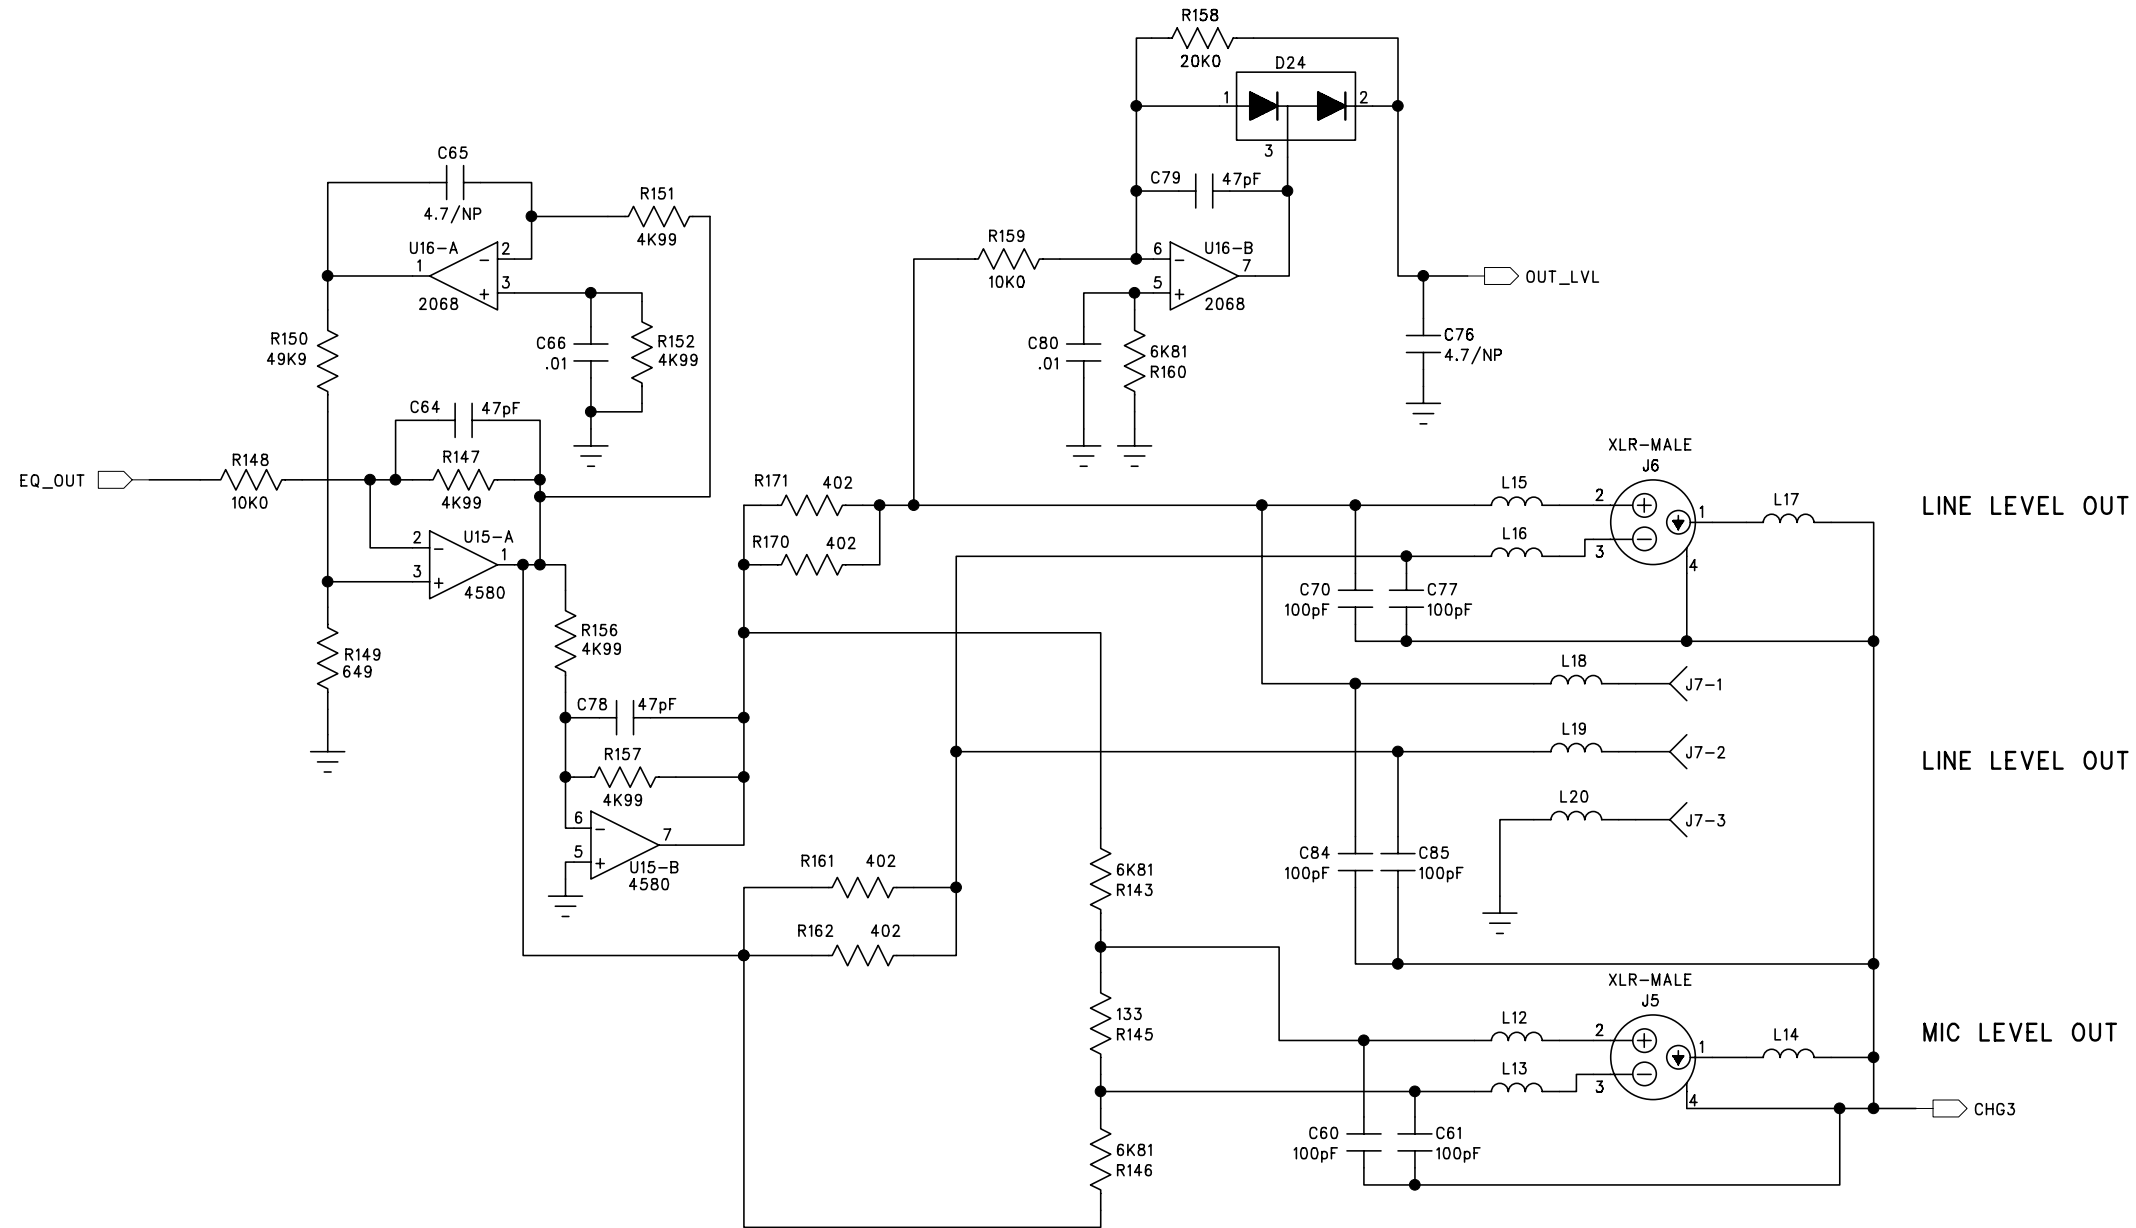 R158
20K0
D24
1
2
3
C65
4.7/NP
R151
4K99
C79
47pF
U16-A
1
2
-
3
+
2068
R159
10K0
6
-
5
+
U16-B
7
2068
OUT_LVL
R150
49K9
C66
.01
R152
4K99
C80
.01
6K81
R160
C76
4.7/NP
C64
47pF
R147
4K99
EQ_OUT
R148
10K0
XLR-MALE
J6
R171
402
L15
2
+
1
L17
LINE LEVEL OUT
R170
402
L16
3
-
4
U15-A
2
-
1
3
+
4580
C70
100pF
C77
100pF
R156
4K99
R149
649
L18
J7-1
C78
47pF
L19
J7-2
LINE LEVEL OUT
R157
4K99
L20
J7-3
6
-
7
5
+
U15-B
4580
R161
402
6K81
R143
C84
100pF
C85
100pF
R162
402
XLR-MALE
J5
133
R145
L12
2
+
1
L14
MIC LEVEL OUT
L13
3
-
4
CHG3
C60
100pF
C61
100pF
6K81
R146